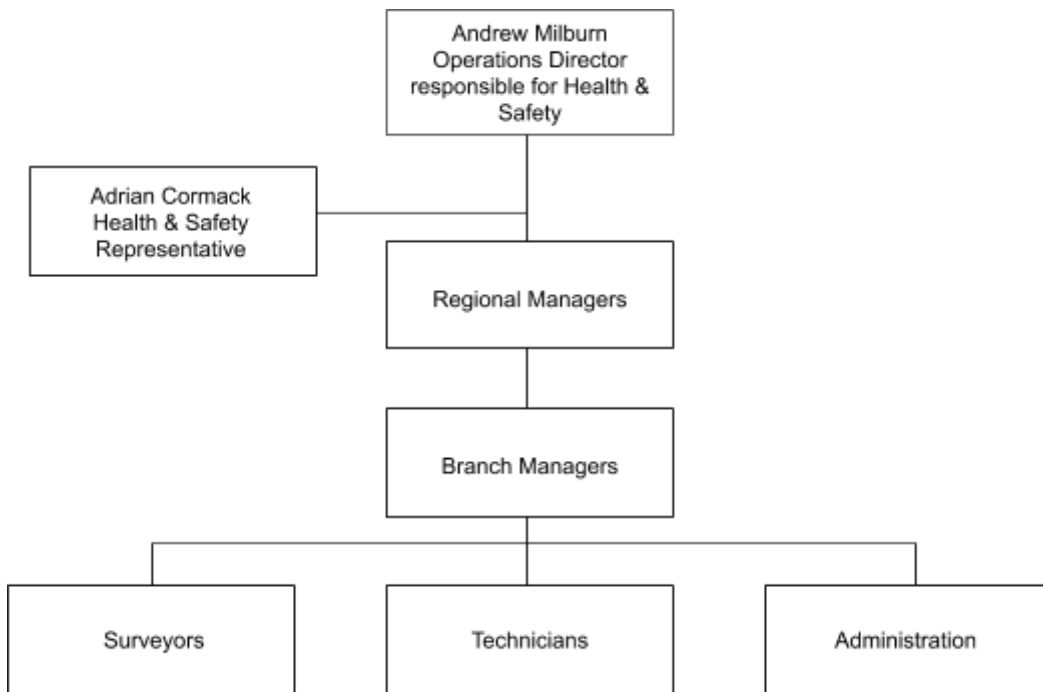 Andrew Milburn
Operations Director
responsible for Health &
Safety
Adrian Cormack
Health & Safety
Representative
Regional Managers
Branch Managers
Surveyors
Technicians
Administration